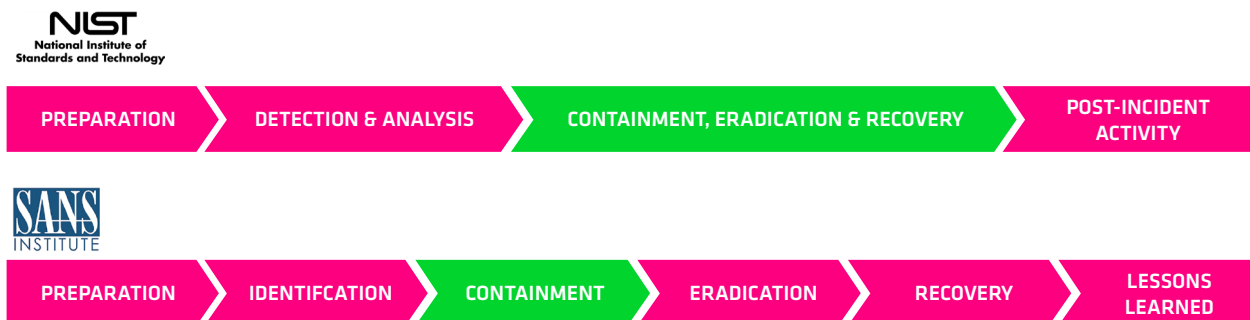 NIST
National Institute of
Standards and Technology
PREPARATION
DETECTION & ANALYSIS
CONTAINMENT, ERADICATION & RECOVERY
POST-INCIDENT
ACTIVITY
SANS
INSTITUTE
PREPARATION
IDENTIFCATION
CONTAINMENT
ERADICATION
RECOVERY
LESSONS
LEARNED